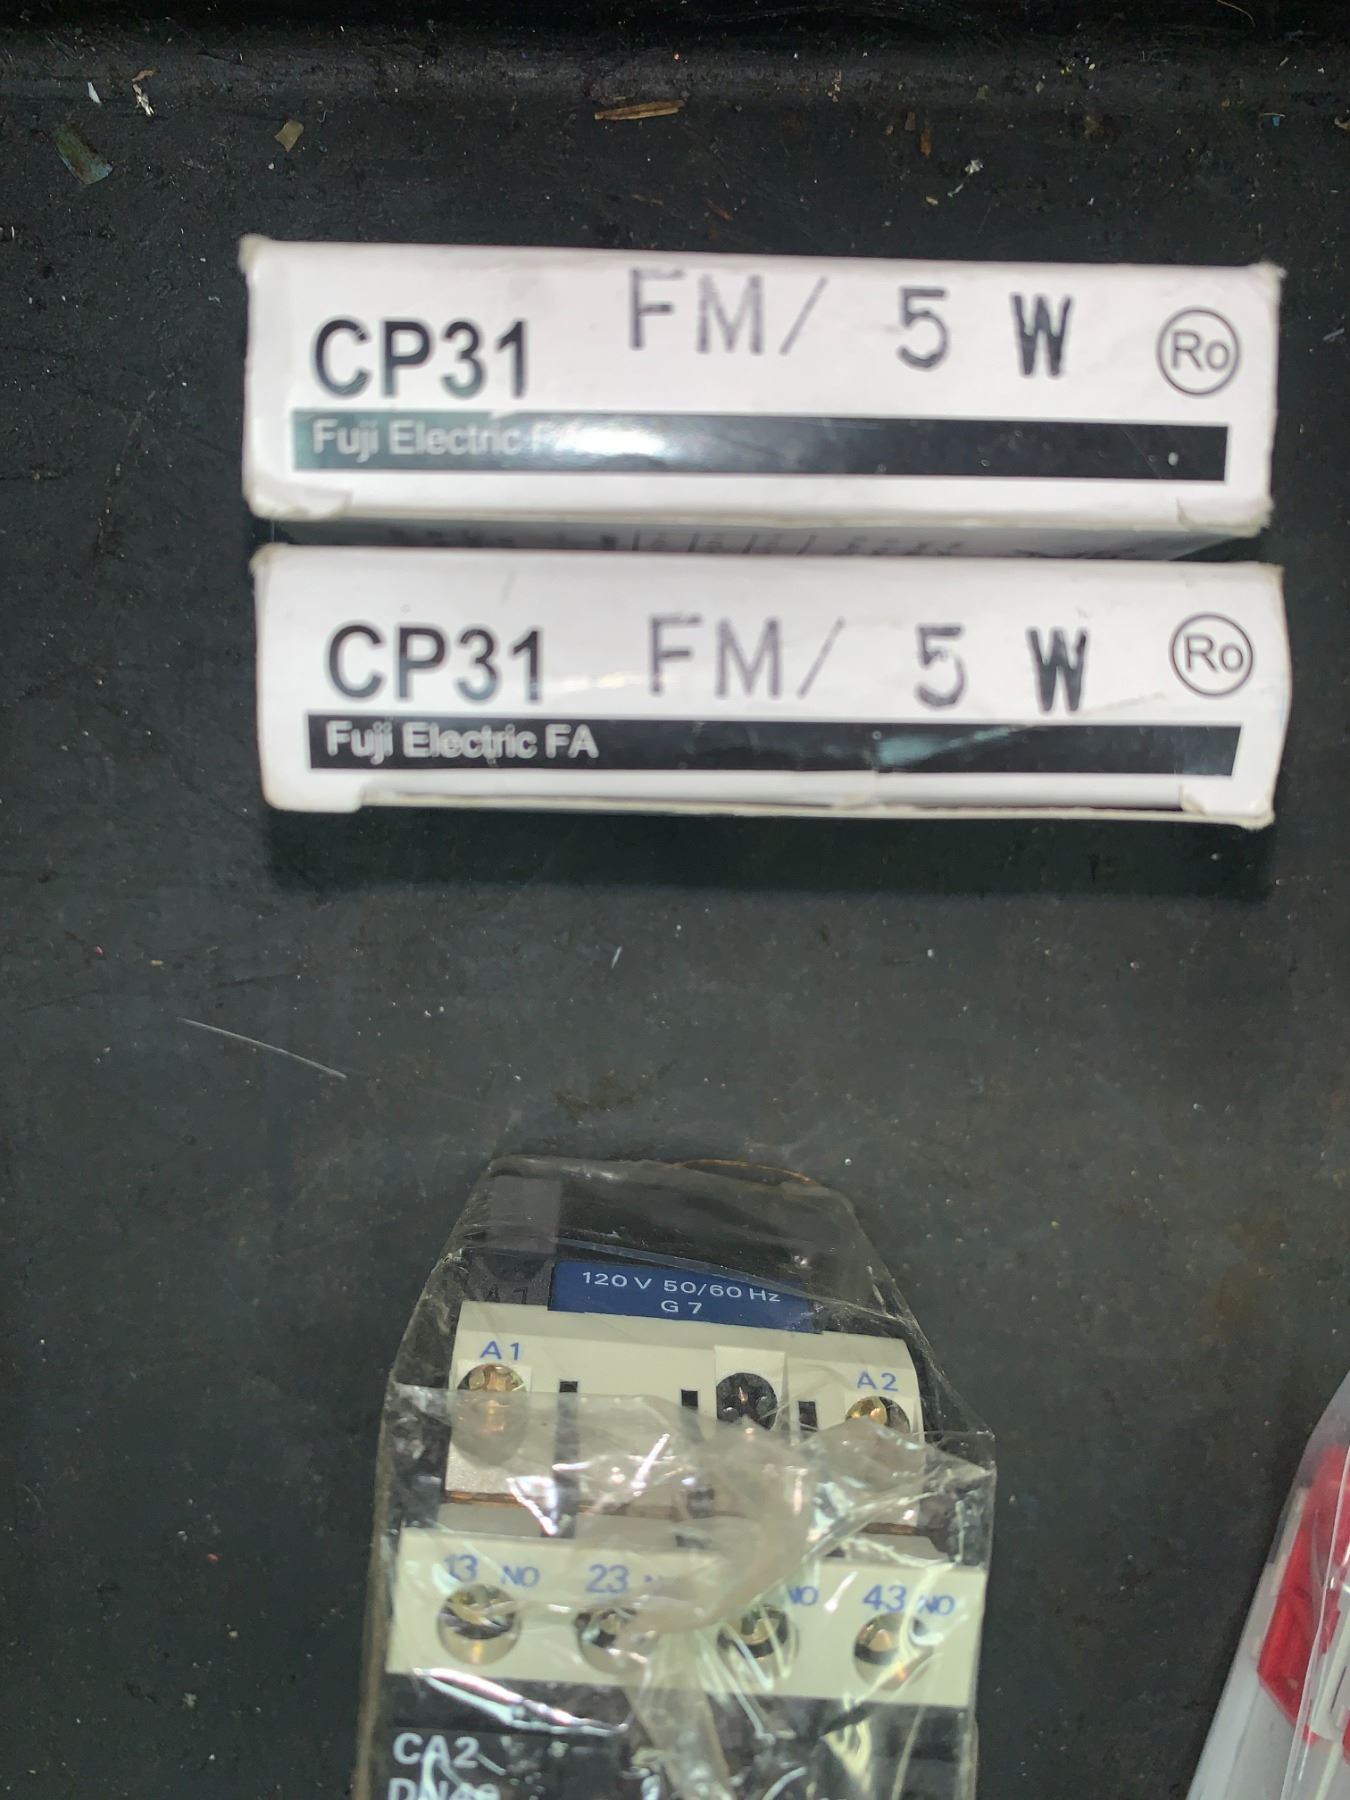 CP31 FM/ 5 W Ro
Fuji Electric FA
CP31 FM/ 5 W Ro
Fuji Electric FA
120 V 50/60 Hz
G 7
A1 A2
13 NO 23 NO 43 NO
CA2